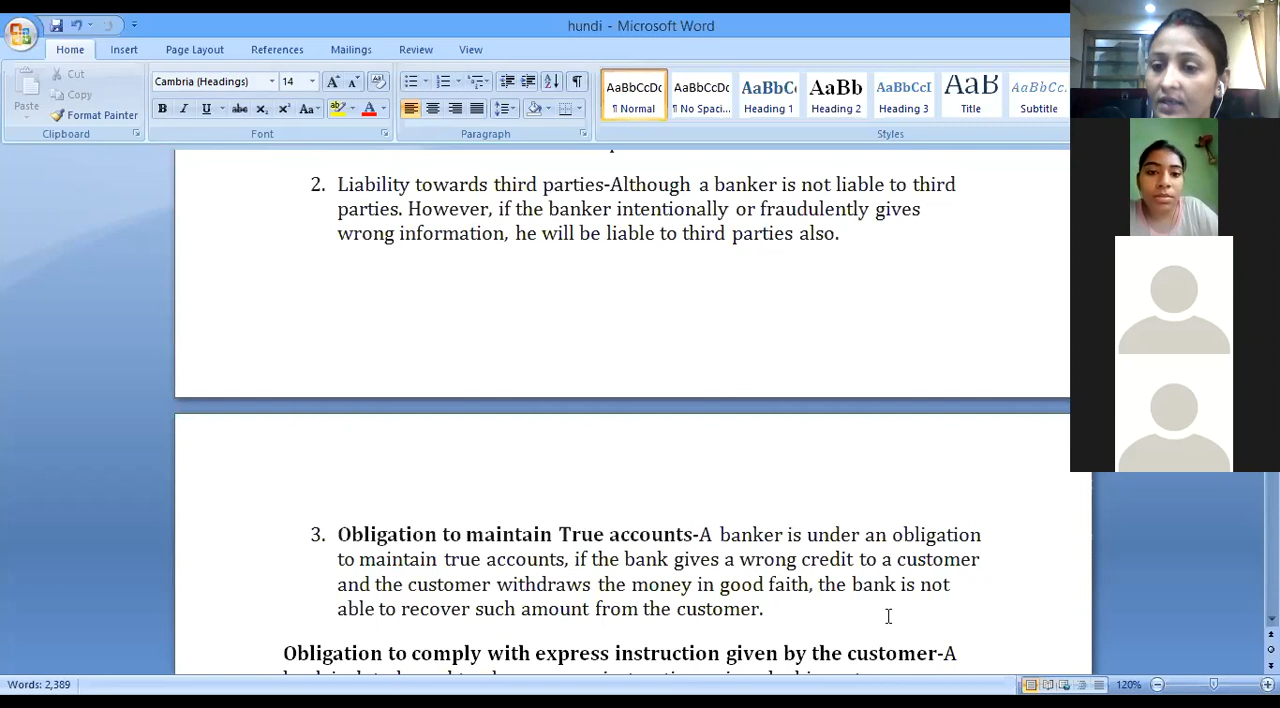 hundi - Microsoft Word
Home Insert Page Layout References Mailings Review View
Paste
Cut
Copy
Format Painter
Clipboard
Cambria (Headings) 14
Font
Paragraph
AaBbCcDc AaBbCcDc AaBbC AaBb AaBbCcI AaB AaBbCcL
¶ Normal ¶ No Spaci... Heading 1 Heading 2 Heading 3 Title Subtitle
Styles
2. Liability towards third parties-Although a banker is not liable to third
parties. However, if the banker intentionally or fraudulently gives
wrong information, he will be liable to third parties also.
3. Obligation to maintain True accounts-A banker is under an obligation
to maintain true accounts, if the bank gives a wrong credit to a customer
and the customer withdraws the money in good faith, the bank is not
able to recover such amount from the customer.
Obligation to comply with express instruction given by the customer-A
Words: 2,389
120%